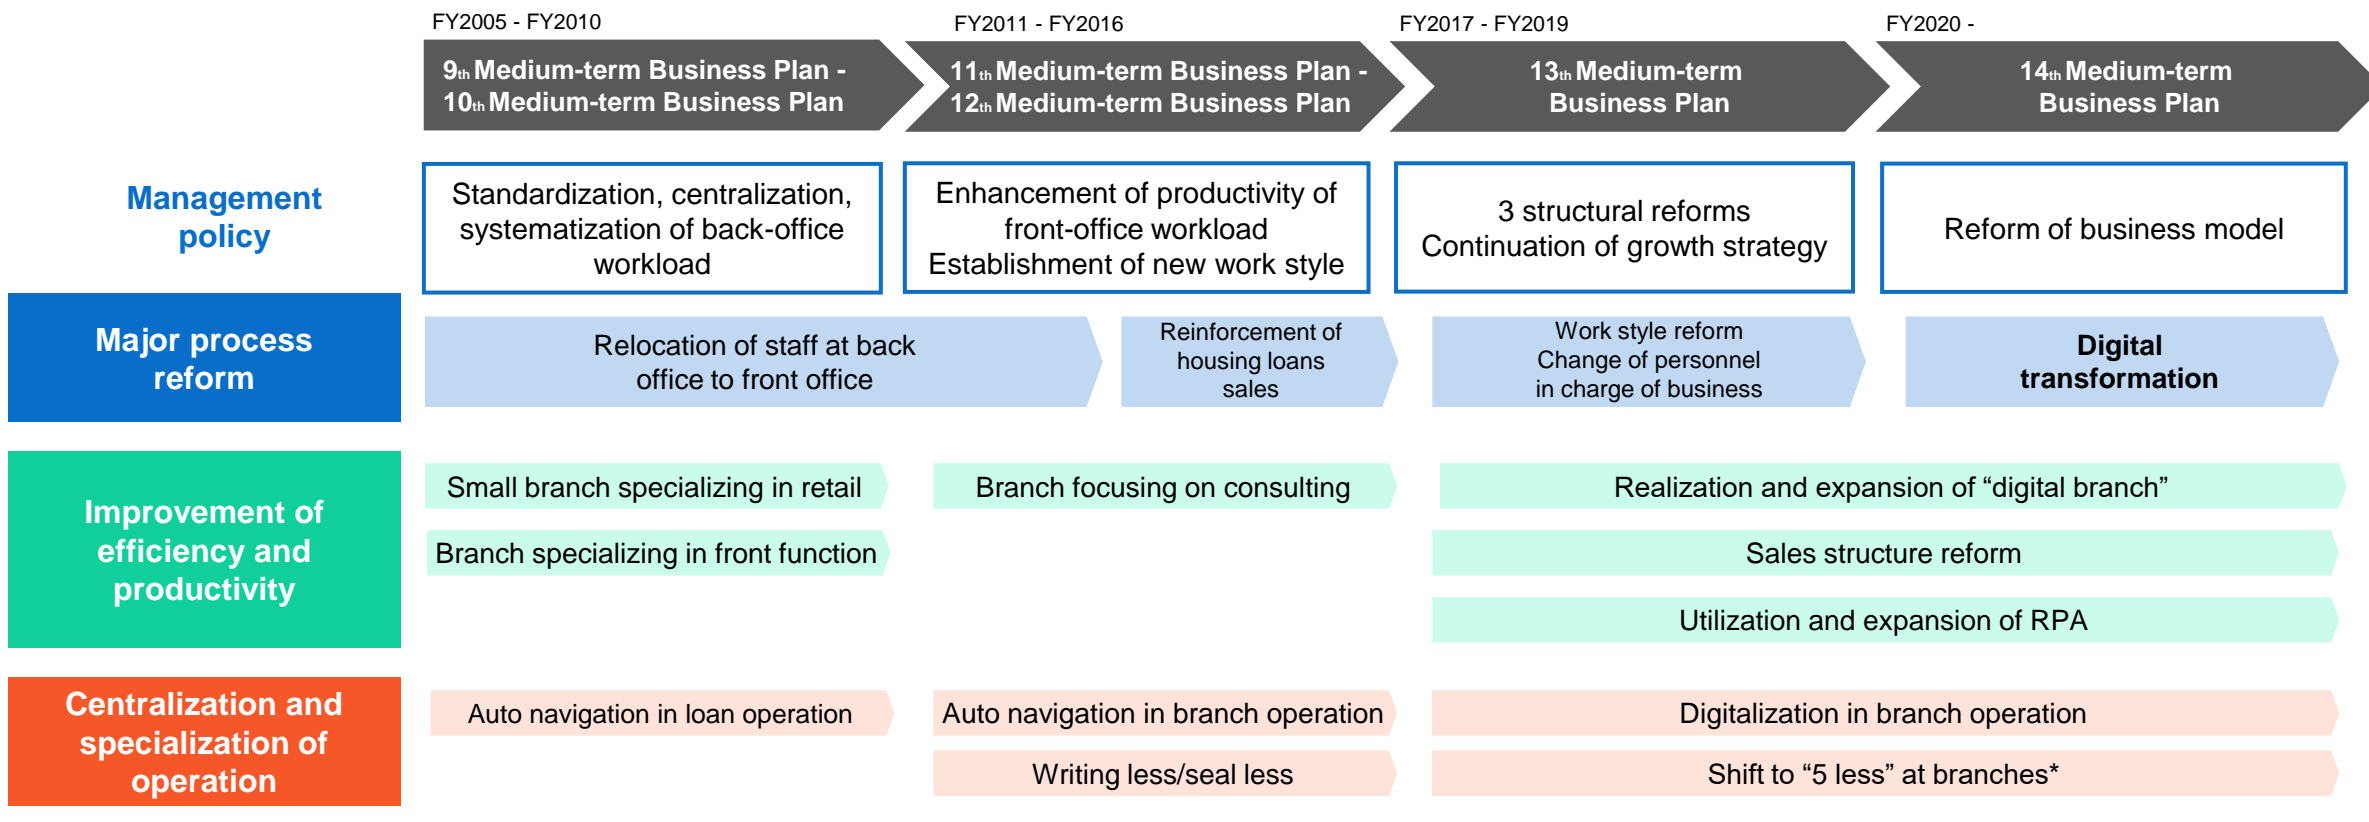 FY2005 - FY2010
FY2011 - FY2016
FY2017 - FY2019
FY2020 -
9th Medium-term Business Plan -
10th Medium-term Business Plan
11th Medium-term Business Plan -
12th Medium-term Business Plan
13th Medium-term
Business Plan
14th Medium-term
Business Plan
Management
policy
Standardization, centralization,
systematization of back-office
workload
Enhancement of productivity of
front-office workload
Establishment of new work style
3 structural reforms
Continuation of growth strategy
Reform of business model
Major process
reform
Relocation of staff at back
office to front office
Reinforcement of
housing loans
sales
Work style reform
Change of personnel
in charge of business
Digital
transformation
Improvement of
efficiency and
productivity
Small branch specializing in retail
Branch focusing on consulting
Realization and expansion of “digital branch”
Branch specializing in front function
Sales structure reform
Utilization and expansion of RPA
Centralization and
specialization of
operation
Auto navigation in loan operation
Auto navigation in branch operation
Digitalization in branch operation
Writing less/seal less
Shift to “5 less” at branches*